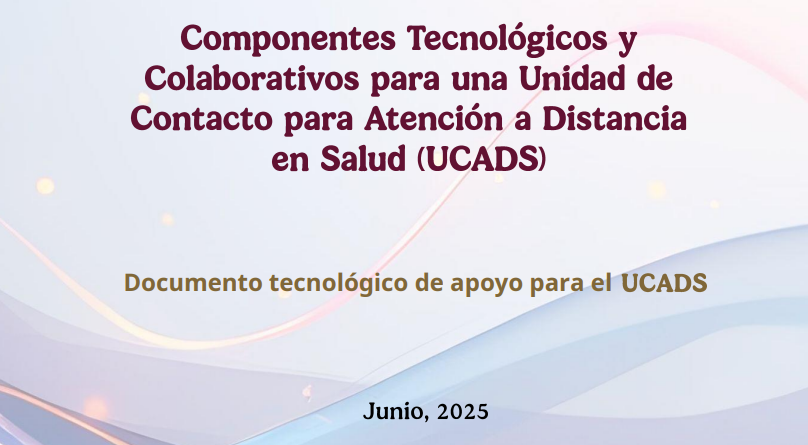 Componentes Tecnológicos y
Colaborativos para una Unidad de
Contacto para Atención a Distancia
en Salud (UCADS)
Documento tecnológico de apoyo para el UCADS
Junio, 2025